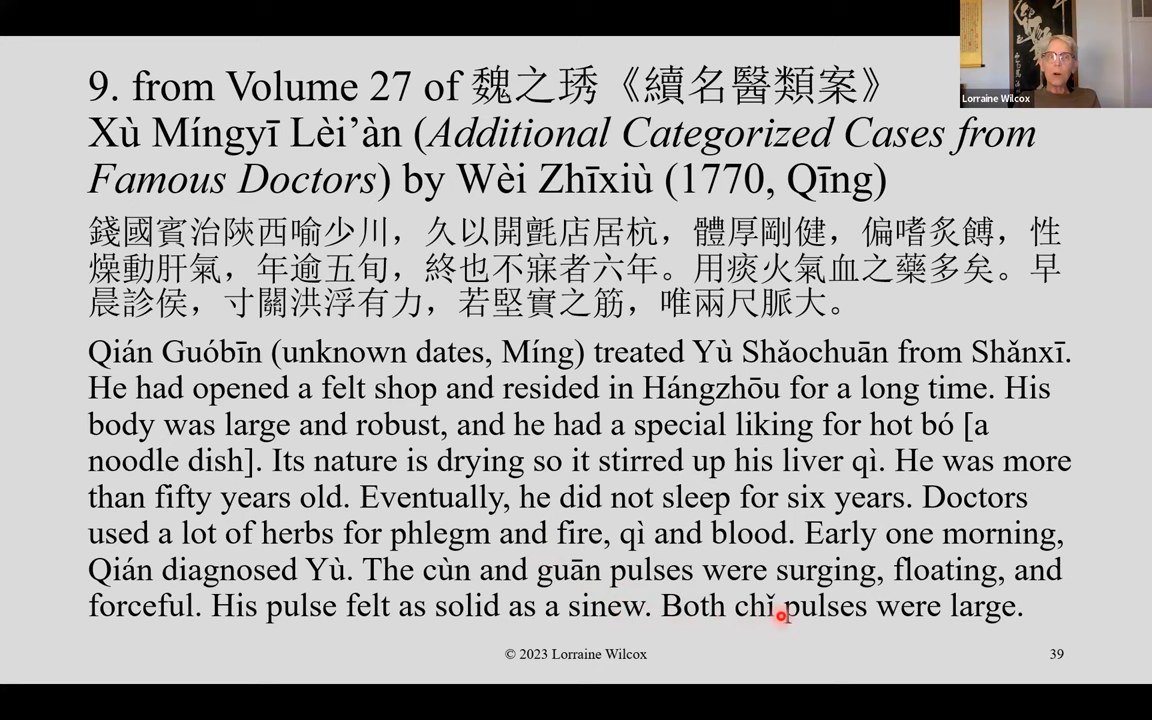 9. from Volume 27 of 魏之琇《續名醫類案》
Xù Míngyī Lèi'àn (Additional Categorized Cases from
Famous Doctors) by Wèi Zhīxiù (1770, Qīng)
錢國賓治陝西喻少川，久以開氈店居杭，體厚剛健，偏嗜炙餺，性
燥動肝氣，年逾五旬，終也不寐者六年。用痰火氣血之藥多矣。早
晨診侯，寸關洪浮有力，若堅實之筋，唯兩尺脈大。
Qián Guóbīn (unknown dates, Míng) treated Yù Shǎochuān from Shǎnxī.
He had opened a felt shop and resided in Hángzhōu for a long time. His
body was large and robust, and he had a special liking for hot bó [a
noodle dish]. Its nature is drying so it stirred up his liver qì. He was more
than fifty years old. Eventually, he did not sleep for six years. Doctors
used a lot of herbs for phlegm and fire, qì and blood. Early one morning,
Qián diagnosed Yù. The cùn and guān pulses were surging, floating, and
forceful. His pulse felt as solid as a sinew. Both chǐ pulses were large.
© 2023 Lorraine Wilcox
39
Lorraine Wilcox